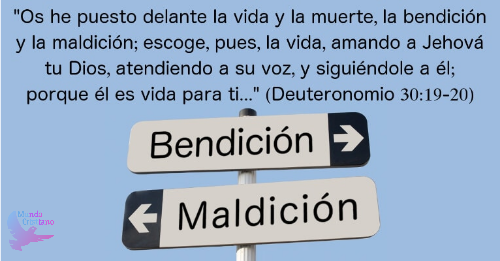 "Os he puesto delante la vida y la muerte, la bendición
y la maldición; escoge, pues, la vida, amando a Jehová
tu Dios, atendiendo a su voz, y siguiéndole a él;
porque él es vida para ti..." (Deuteronomio 30:19-20)
Bendición
Maldición
Mundo
Cristiano